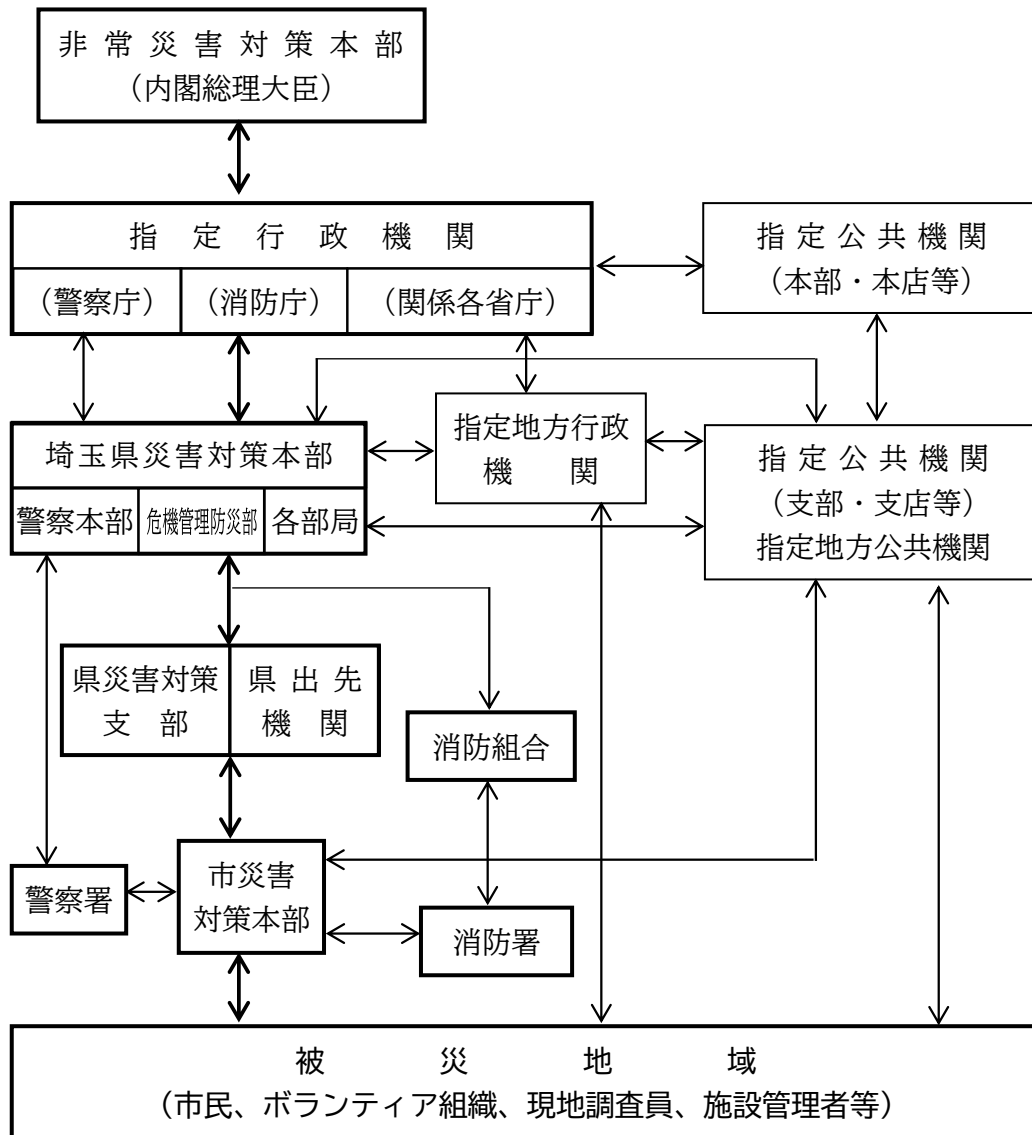 非常災害対策本部
（内閣総理大臣）
指定行政機関
（警察庁）
（消防庁）
（関係各省庁）
指定公共機関
（本部・本店等）
埼玉県災害対策本部
警察本部
危機管理防災部
各部局
指定地方行政
機関
指定公共機関
（支部・支店等）
指定地方公共機関
県災害対策
支部
県出先
機関
消防組合
市災害
対策本部
警察署
消防署
被災地域
（市民、ボランティア組織、現地調査員、施設管理者等）